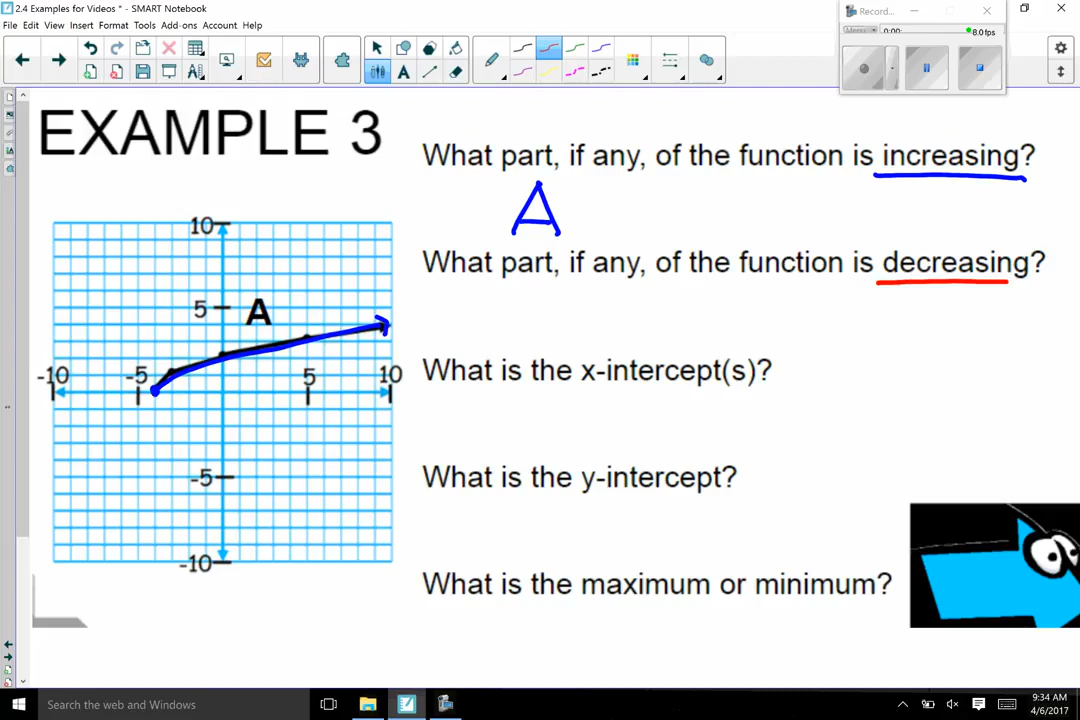 2.4 Examples for Videos * - SMART Notebook
Record...
File Edit View Insert Format Tools Add-ons Account Help
0:00:
8.0 fps
EXAMPLE 3
What part, if any, of the function is increasing?
A
What part, if any, of the function is decreasing?
10
5
A
-10
-5
5
10
What is the x-intercept(s)?
-5
What is the y-intercept?
-10
What is the maximum or minimum?
Search the web and Windows
9:34 AM
4/6/2017